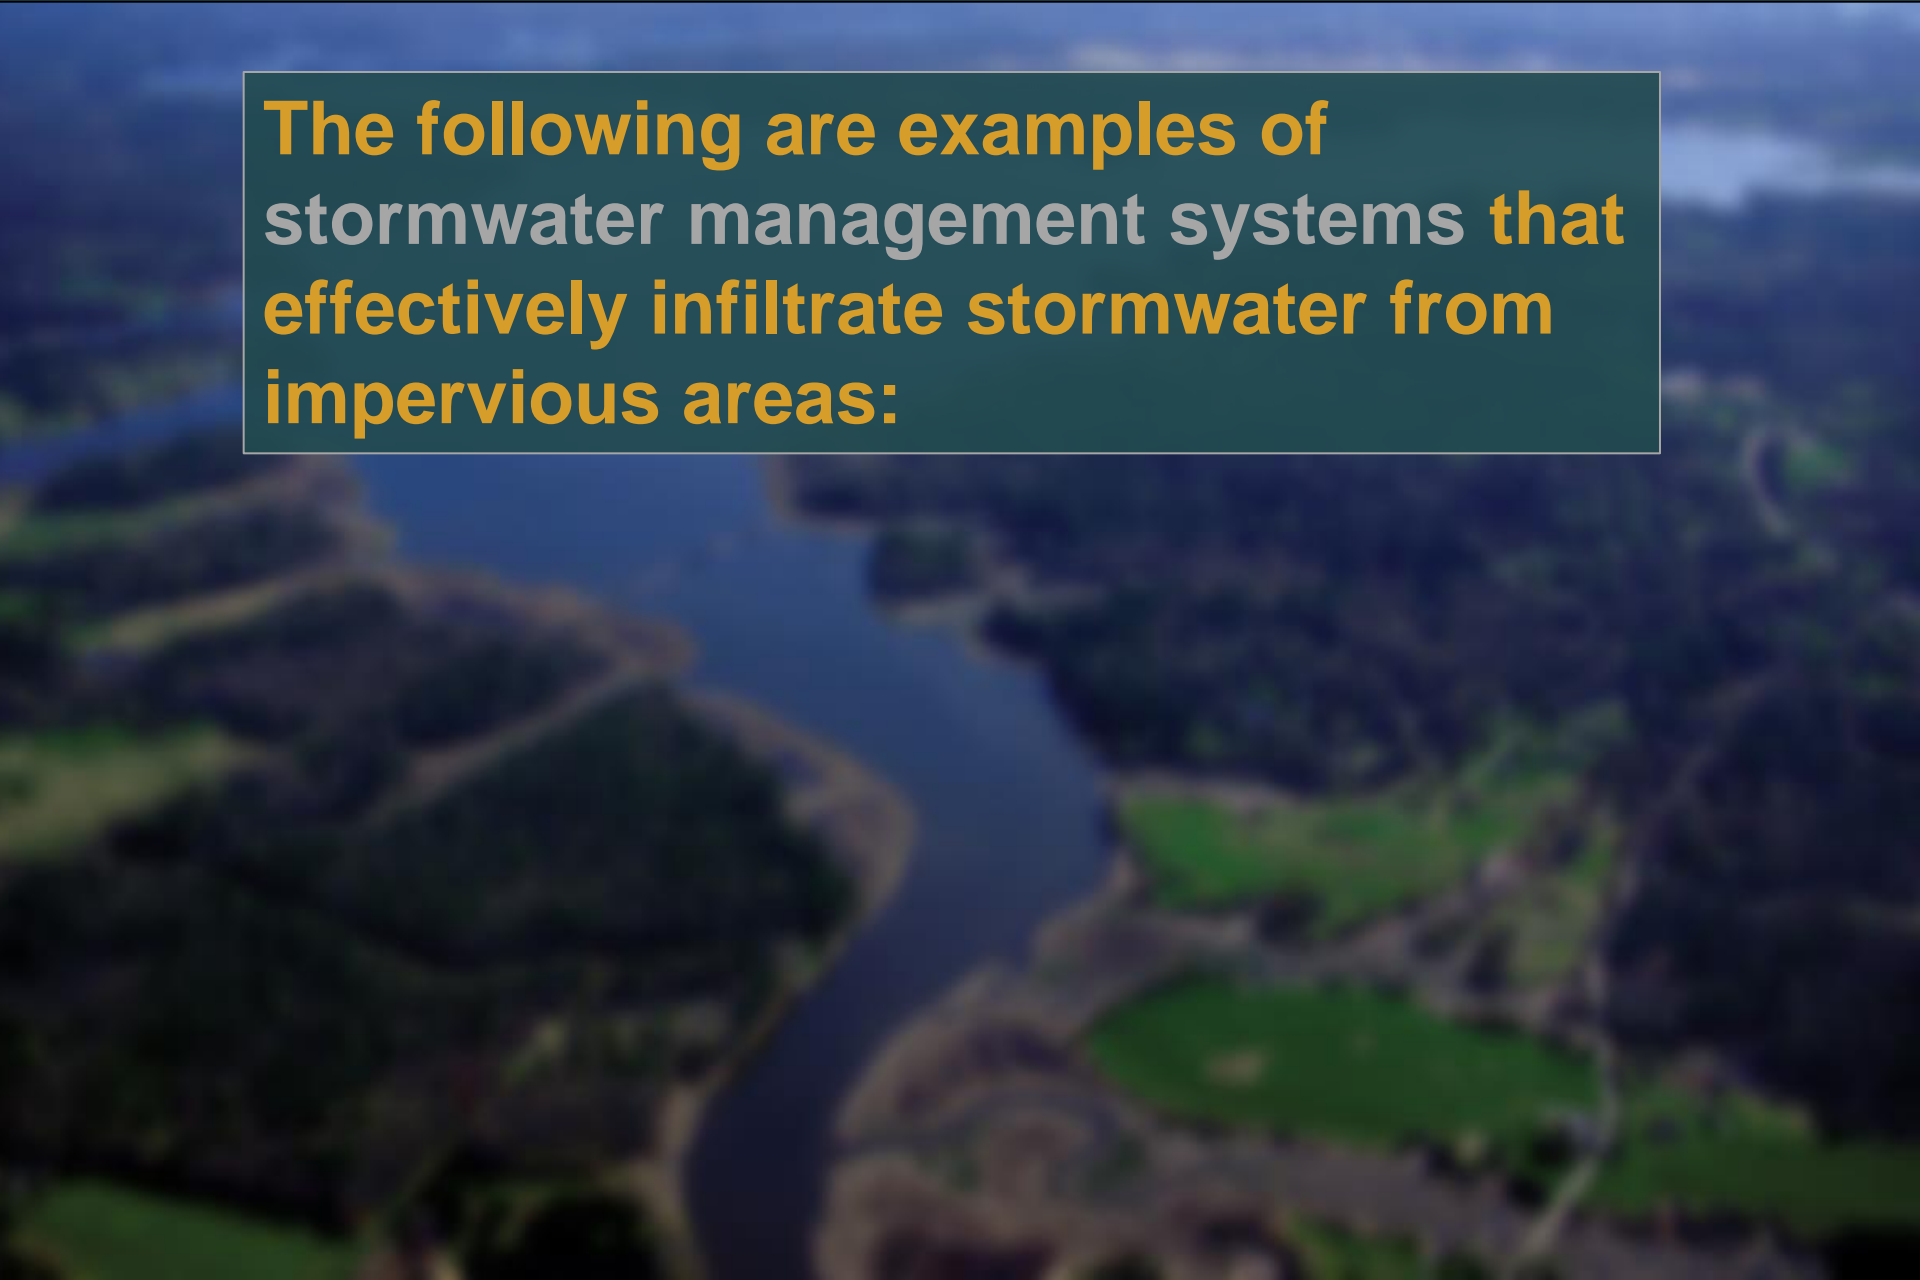 The following are examples of
stormwater management systems that
effectively infiltrate stormwater from
impervious areas: